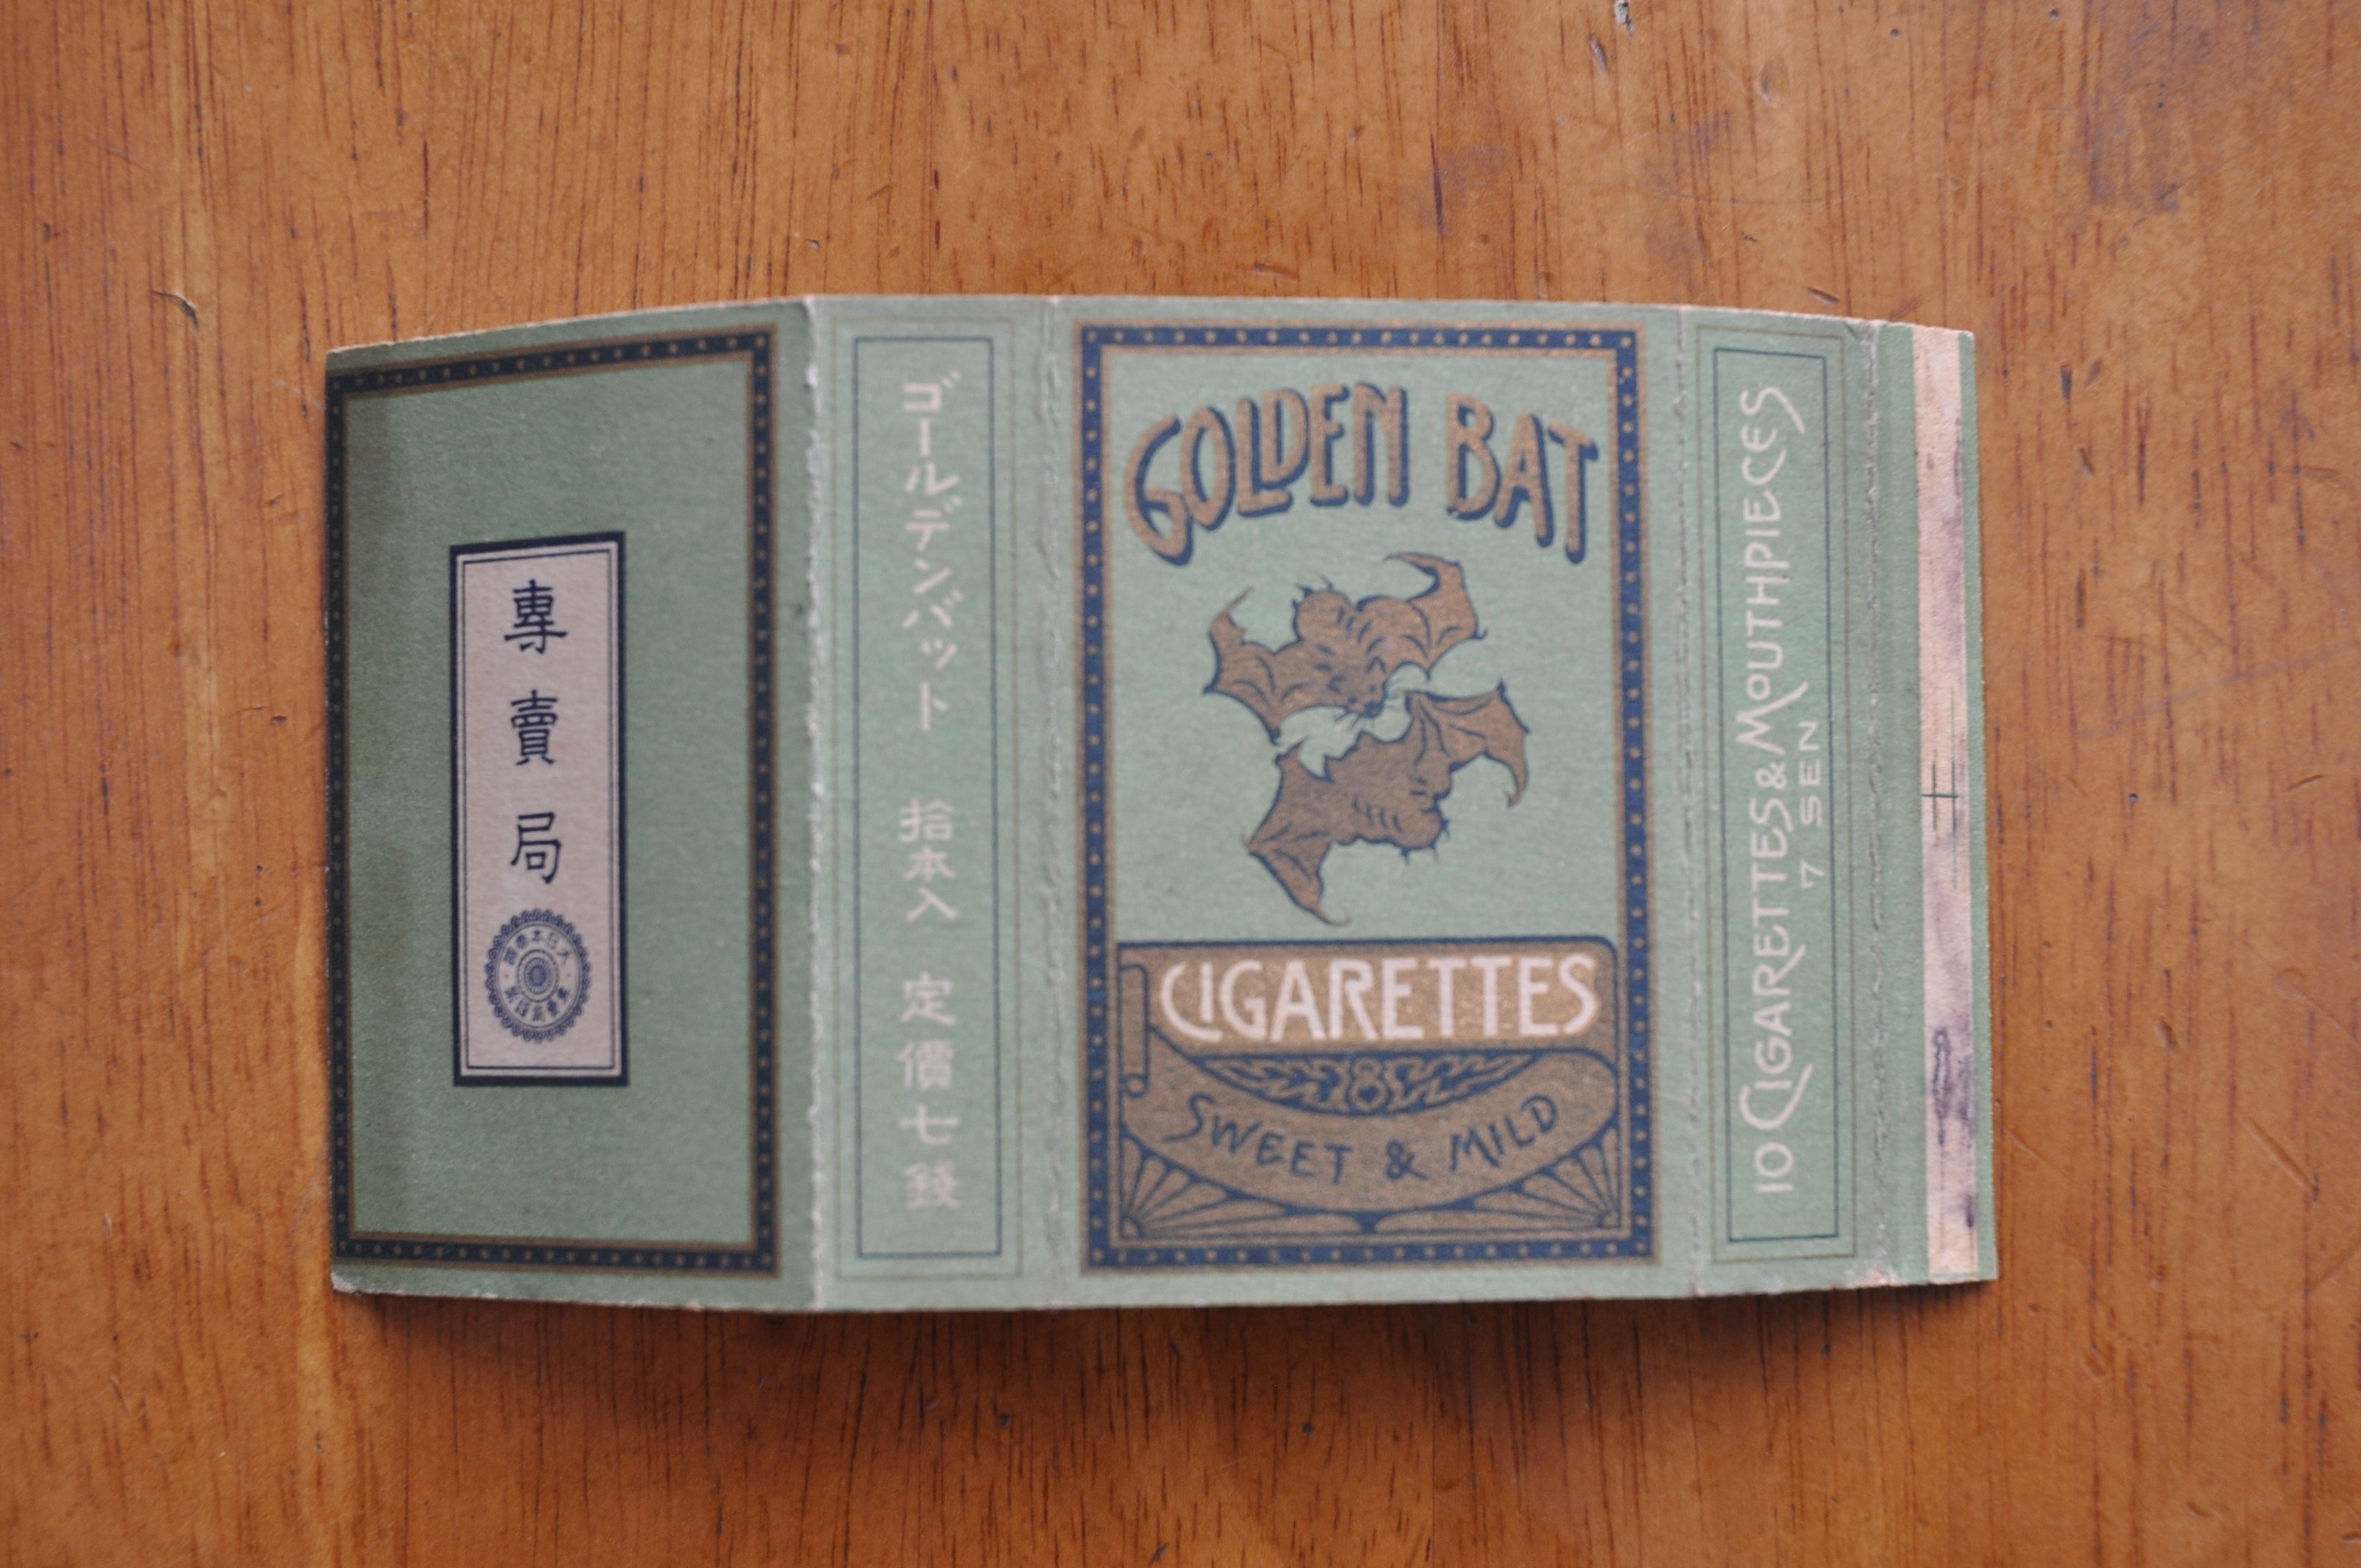 專賣局
ゴールデンバット 拾本入 定價七錢
GOLDEN BAT
CIGARETTES
SWEET & MILD
10 CIGARETTES & MOUTHPIECES
7 SEN